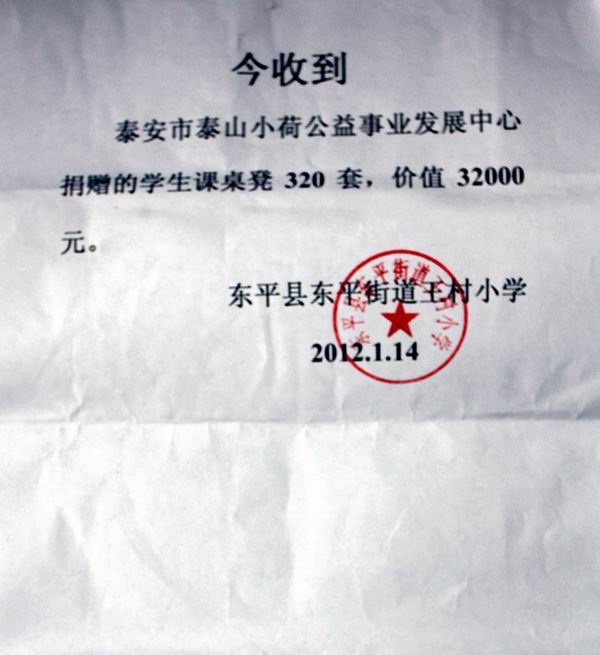 今收到
泰安市泰山小荷公益事业发展中心
捐赠的学生课桌凳 320 套，价值 32000
元。
东平县东平街道王村小学
2012.1.14
东平县东平街道王村小学